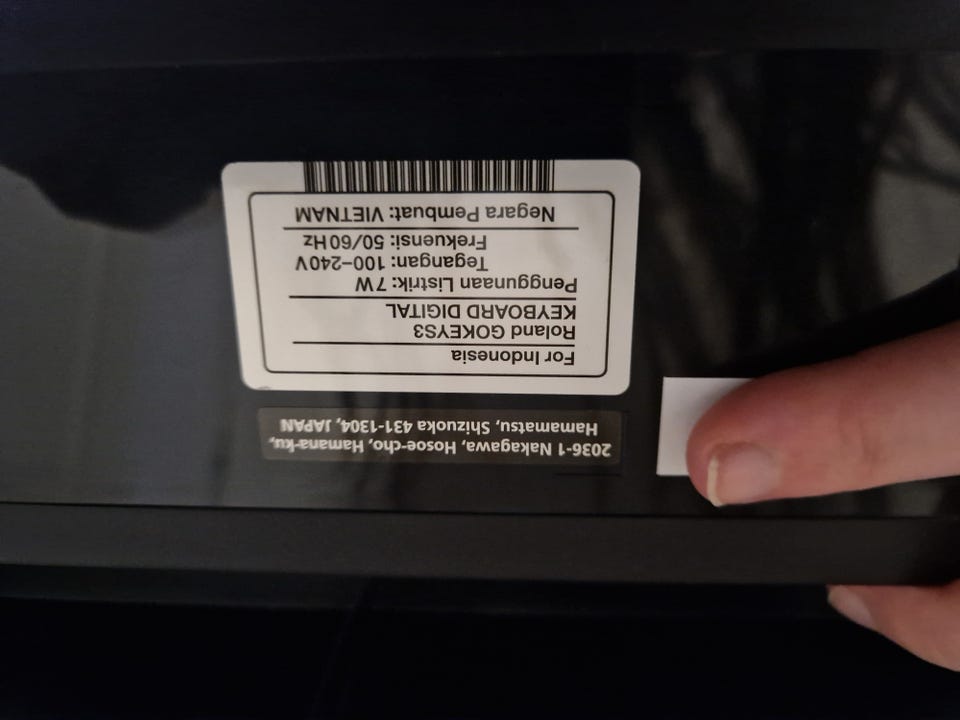 2036-1 Nakagawa, Hosoe-cho, Hamana-ku,
Hamamatsu, Shizuoka 431-1304, JAPAN
For Indonesia
Roland GOKEYS3
KEYBOARD DIGITAL
Penggunaan Listrik: 7W
Tegangan: 100-240V
Frekuensi: 50/60Hz
Negara Pembuat: VIETNAM